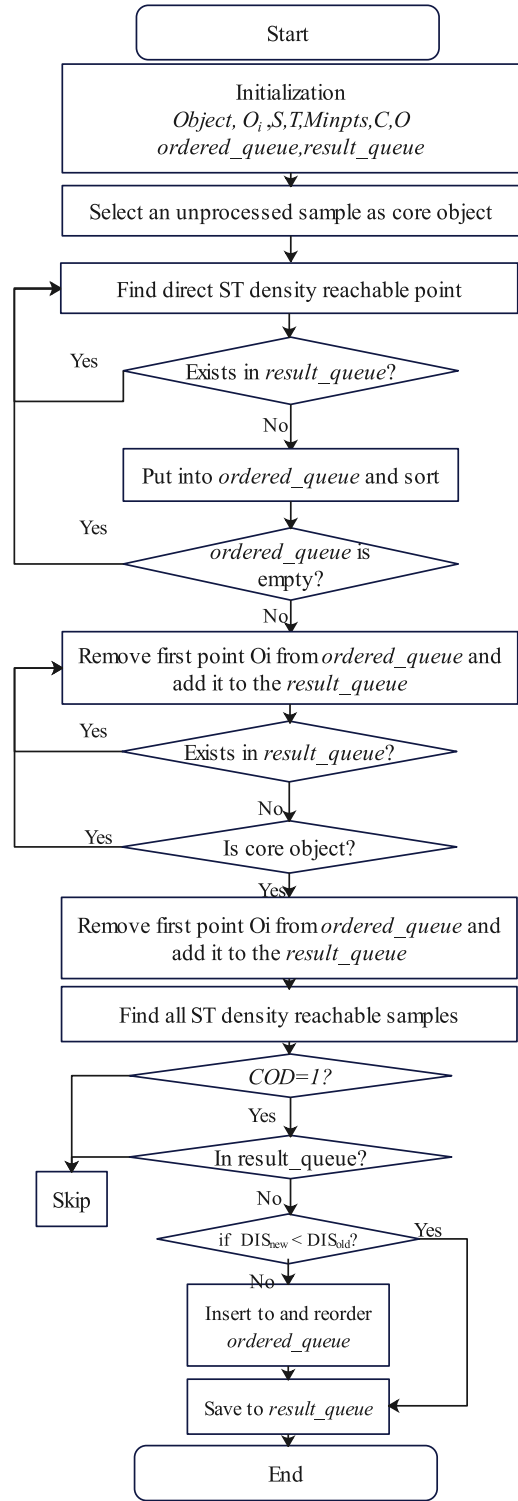 Start
Initialization
Object, Oi ,S,T,Minpts,C,O
ordered_queue,result_queue
Select an unprocessed sample as core object
Find direct ST density reachable point
Yes
Exists in result_queue?
No
Put into ordered_queue and sort
Yes
ordered_queue is
empty?
No
Remove first point Oi from ordered_queue and
add it to the result_queue
Yes
Exists in result_queue?
No
Yes
Is core object?
Yes
Remove first point Oi from ordered_queue and
add it to the result_queue
Find all ST density reachable samples
COD=1?
Yes
In result_queue?
Skip
No
if DISnew < DISold?
Yes
No
Insert to and reorder
ordered_queue
Save to result_queue
End